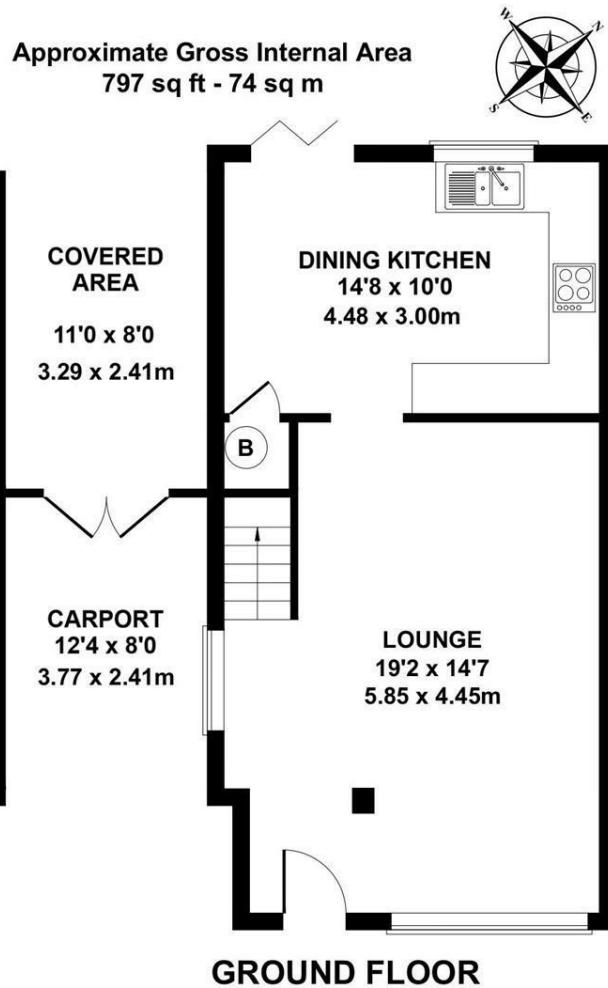 Approximate Gross Internal Area
797 sq ft - 74 sq m
W
N
S
E
COVERED
AREA
11'0 x 8'0
3.29 x 2.41m
DINING KITCHEN
14'8 x 10'0
4.48 x 3.00m
B
CARPORT
12'4 x 8'0
3.77 x 2.41m
LOUNGE
19'2 x 14'7
5.85 x 4.45m
GROUND FLOOR